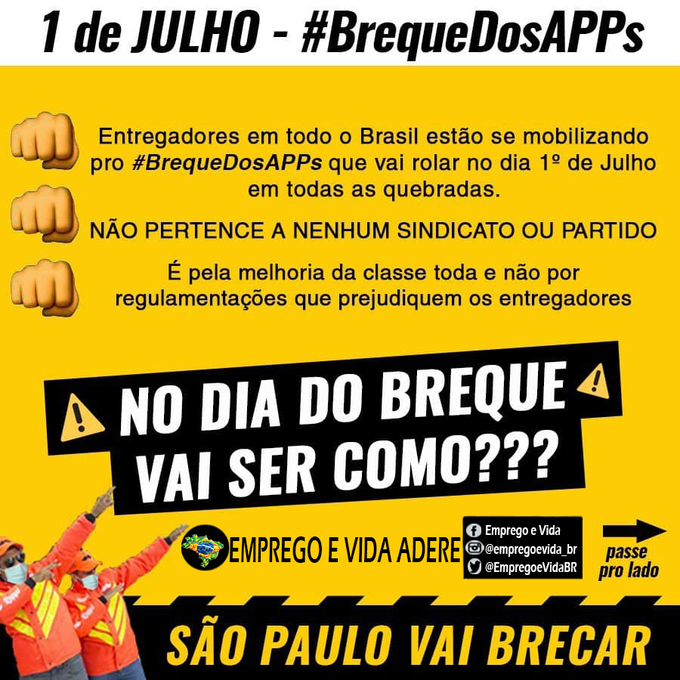 1 de JULHO - #BrequeDosAPPs
Entregadores em todo o Brasil estão se mobilizando
pro #BrequeDosAPPs que vai rolar no dia 1º de Julho
em todas as quebradas.
NÃO PERTENCE A NENHUM SINDICATO OU PARTIDO
É pela melhoria da classe toda e não por
regulamentações que prejudiquem os entregadores
NO DIA DO BREQUE
VAI SER COMO???
EMPREGO E VIDA ADERE
Emprego e Vida
@empregoevida_br
@EmpregoeVidaBR
passe
pro lado
SÃO PAULO VAI BRECAR